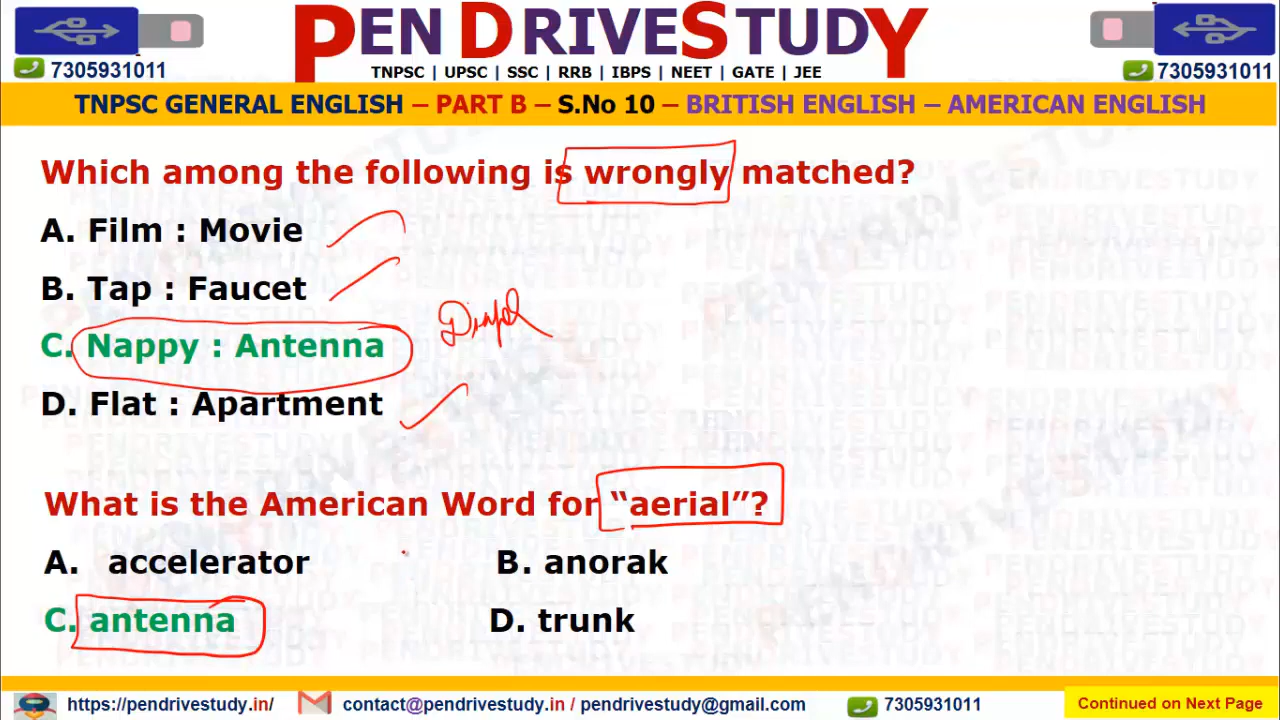 PEN DRIVESTUDY
TNPSC | UPSC | SSC | RRB | IBPS | NEET | GATE | JEE
7305931011
7305931011
TNPSC GENERAL ENGLISH – PART B – S.No 10 – BRITISH ENGLISH – AMERICAN ENGLISH
Which among the following is wrongly matched?
A. Film : Movie
B. Tap : Faucet
C. Nappy : Antenna
D. Flat : Apartment
What is the American Word for “aerial”?
A. accelerator B. anorak
C. antenna D. trunk
https://pendrivestudy.in/ contact@pendrivestudy.in / pendrivestudy@gmail.com 7305931011 Continued on Next Page